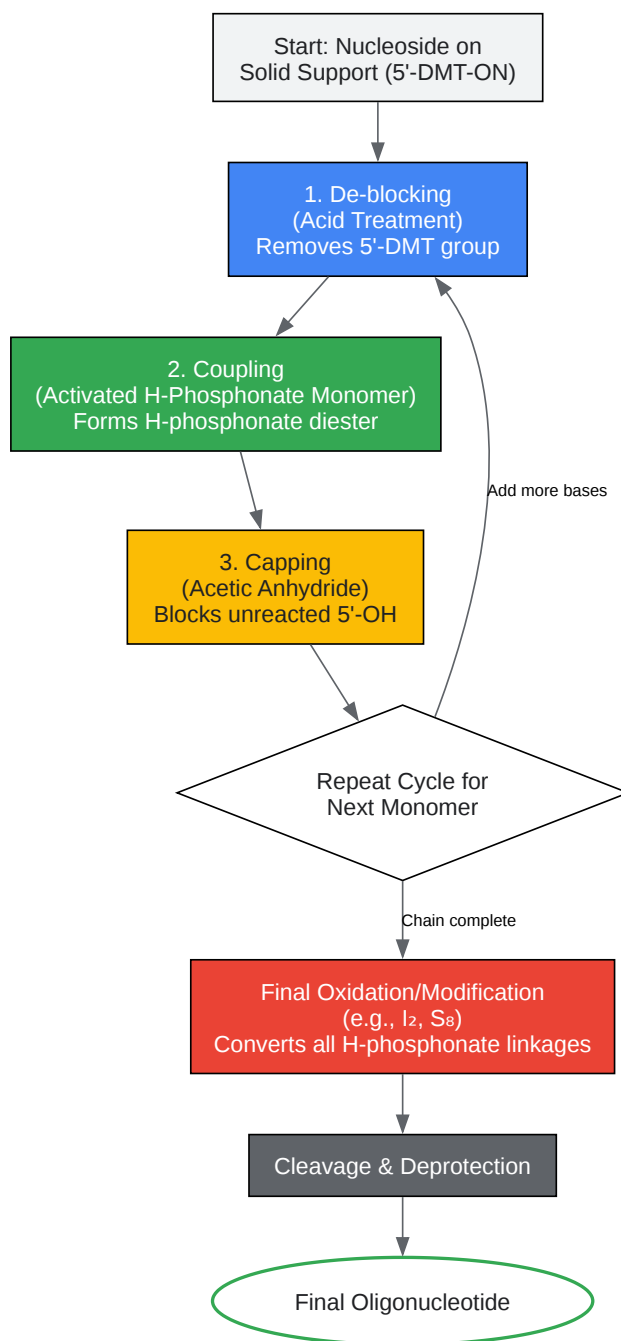 Start: Nucleoside on
Solid Support (5'-DMT-ON)
1. De-blocking
(Acid Treatment)
Removes 5'-DMT group
2. Coupling
(Activated H-Phosphonate Monomer)
Forms H-phosphonate diester
Add more bases
3. Capping
(Acetic Anhydride)
Blocks unreacted 5'-OH
Repeat Cycle for
Next Monomer
Chain complete
Final Oxidation/Modification
(e.g., I₂, S₈)
Converts all H-phosphonate linkages
Cleavage & Deprotection
Final Oligonucleotide